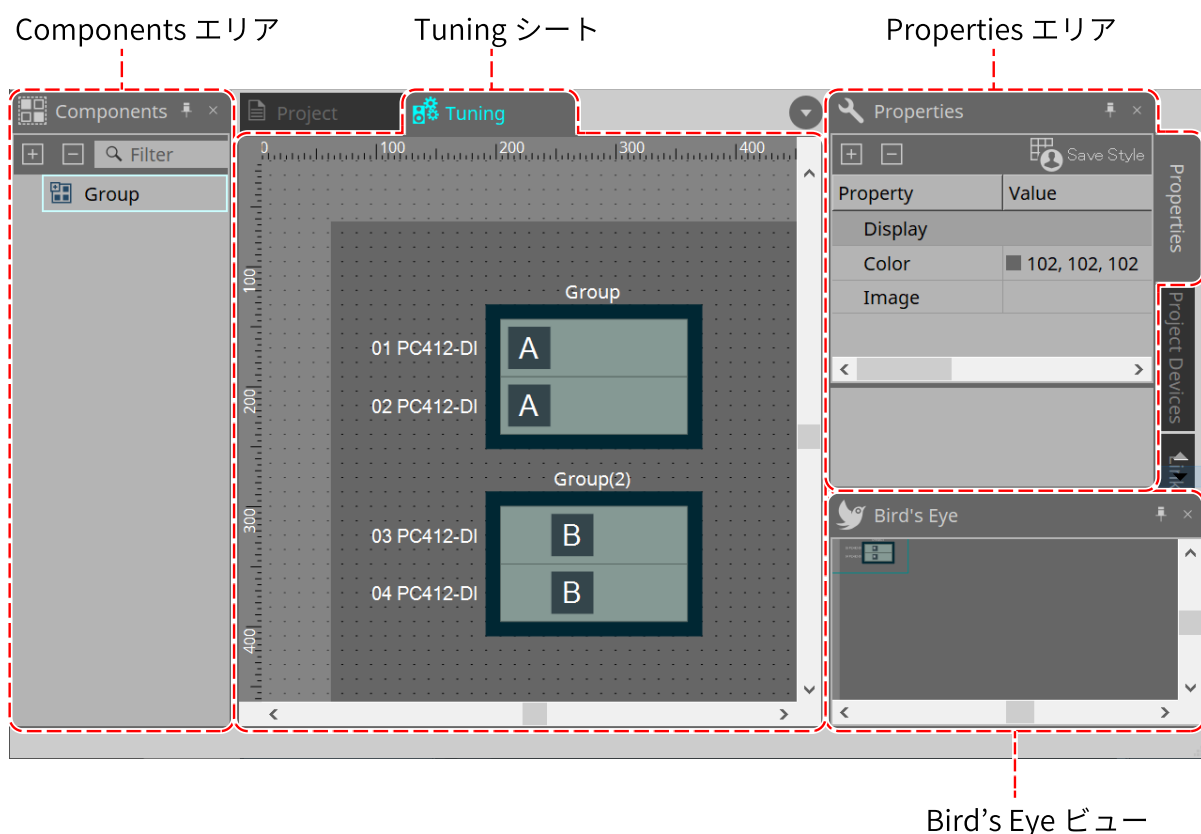 Components エリア
Tuning シート
Properties エリア
Components
Project
Tuning
Properties
Filter
Save Style
Group
Property Value
Display
Color 102, 102, 102
Image
Properties
Project Devices
Link
0 100 200 300 400
100
200
300
400
Group
01 PC412-DI A
02 PC412-DI A
Group(2)
03 PC412-DI B
04 PC412-DI B
Bird's Eye
Bird’s Eye ビュー